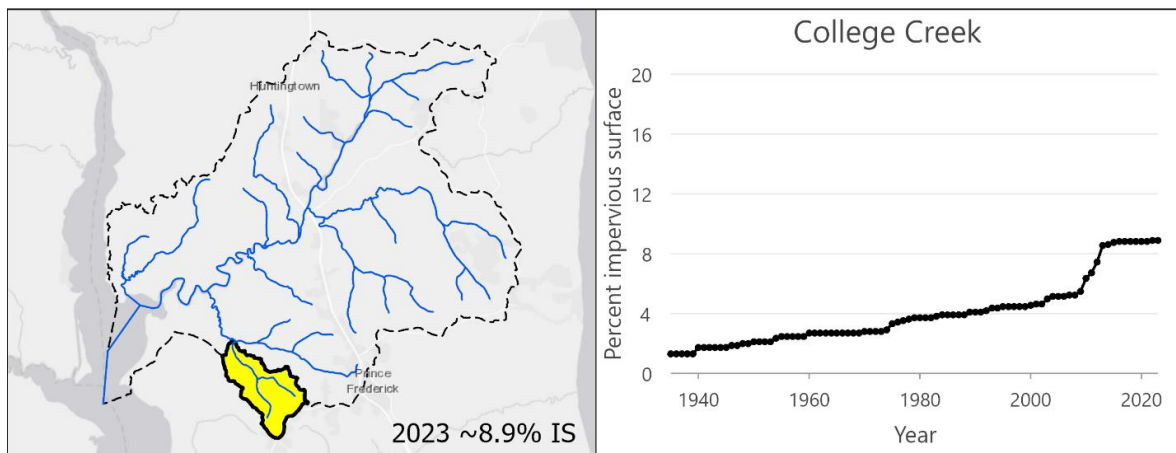 Huntingtown
Prince
Frederick
2023 ~8.9% IS
College Creek
Percent impervious surface
20
16
12
8
4
0
1940 1960 1980 2000 2020
Year